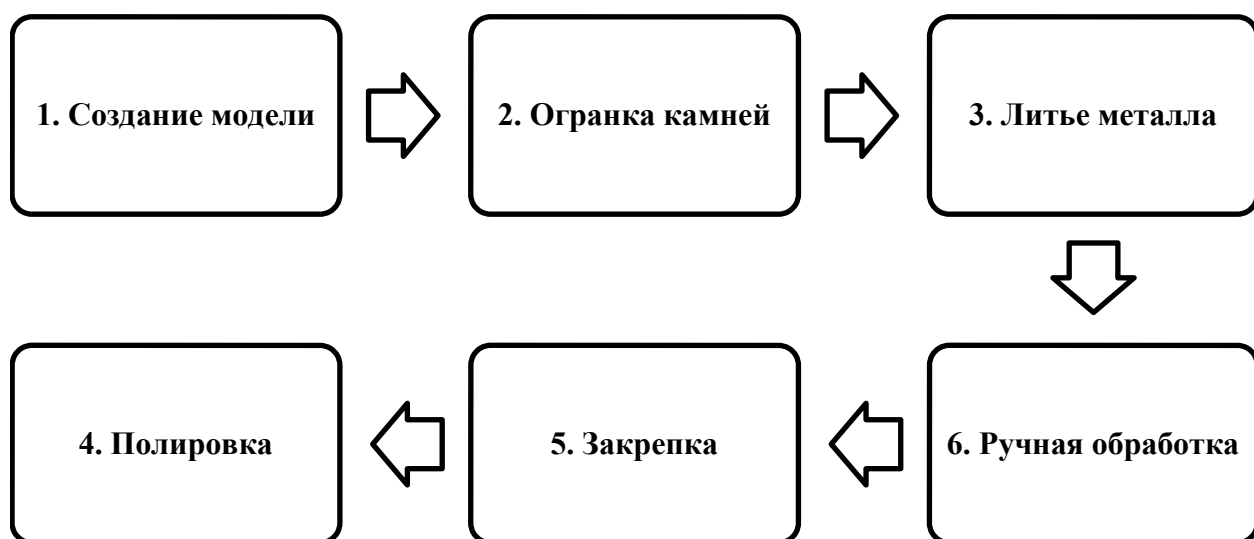 1. Создание модели
2. Огранка камней
3. Литье металла
4. Полировка
5. Закрепка
6. Ручная обработка